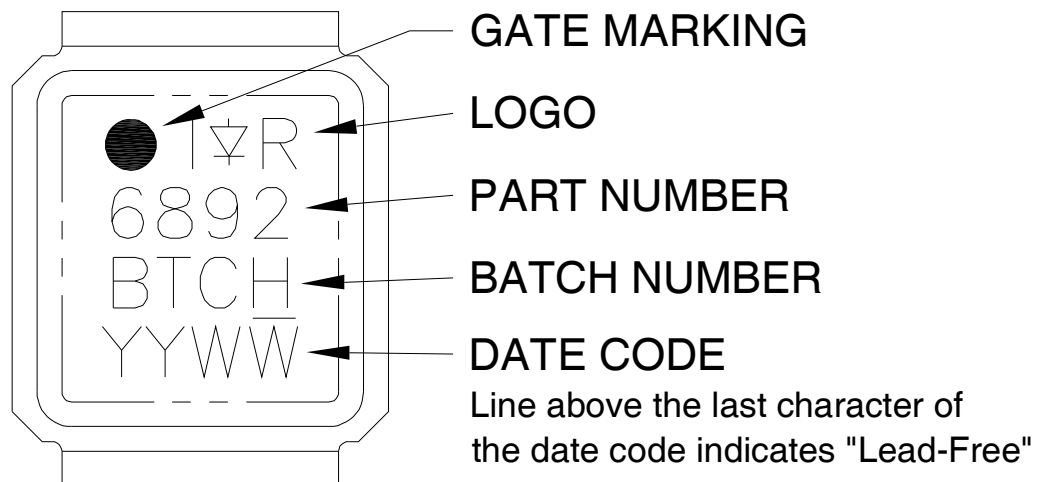 GATE MARKING
I R LOGO
6892 PART NUMBER
BTCH BATCH NUMBER
YYWW DATE CODE
Line above the last character of
the date code indicates "Lead-Free"